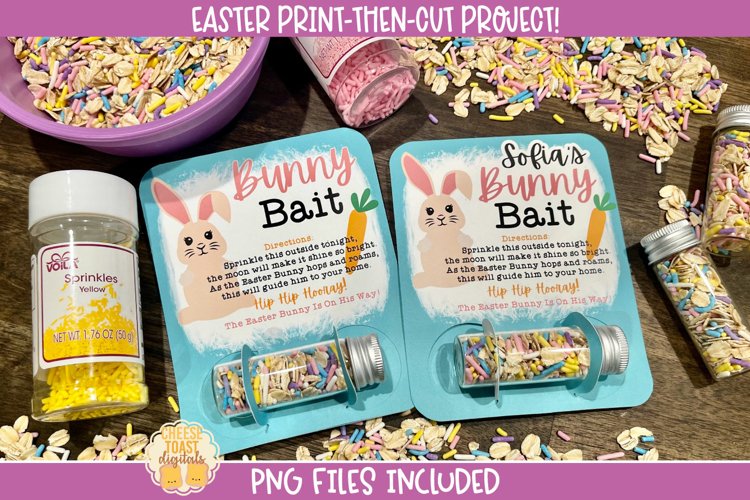 EASTER PRINT-THEN-CUT PROJECT!
Bunny
Bait
Directions:
Sprinkle this outside tonight,
the moon will make it shine so bright.
As the Easter Bunny hops and roams,
this will guide him to your home.
Hip Hip Hooray!
The Easter Bunny Is On His Way!
Sofia's
Bunny
Bait
Directions:
Sprinkle this outside tonight,
the moon will make it shine so bright.
As the Easter Bunny hops and roams,
this will guide him to your home.
Hip Hip Hooray!
The Easter Bunny Is On His Way!
VOILA
Sprinkles
Yellow
NET WT. 1.76 OZ (50 g)
CHEESE
TOAST
digitals
PNG FILES INCLUDED